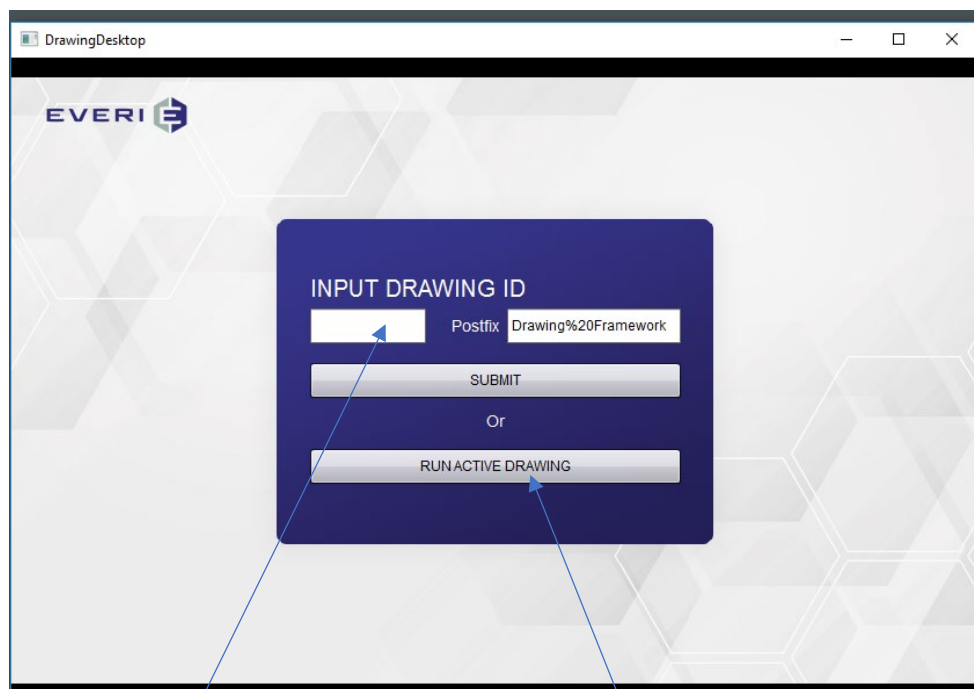 DrawingDesktop
EVERI
INPUT DRAWING ID
Postfix Drawing%20Framework
SUBMIT
Or
RUN ACTIVE DRAWING